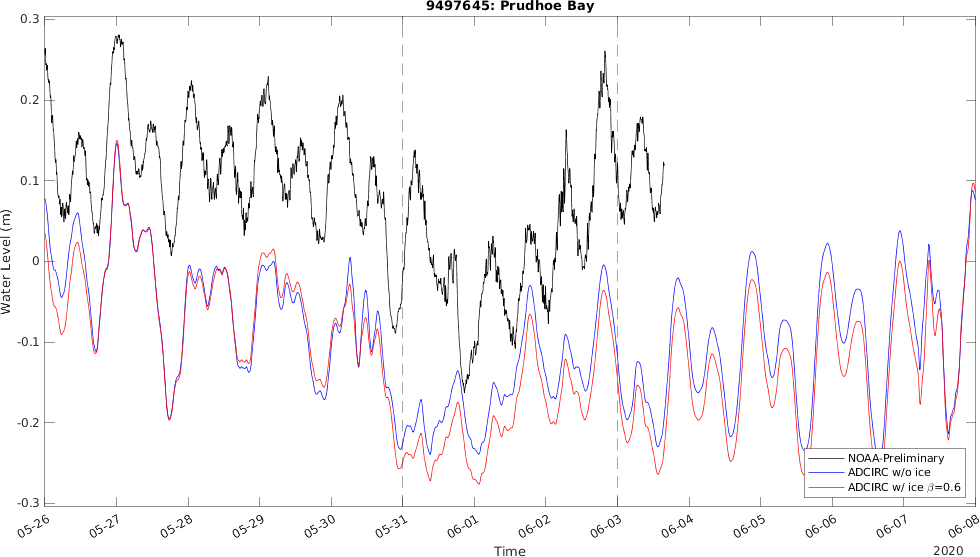 9497645: Prudhoe Bay
0.3
0.2
0.1
0
-0.1
-0.2
-0.3
Water Level (m)
NOAA-Preliminary
ADCIRC w/o ice
ADCIRC w/ ice β=0.6
05-26 05-27 05-28 05-29 05-30 05-31 06-01 06-02 06-03 06-04 06-05 06-06 06-07 06-08
Time
2020